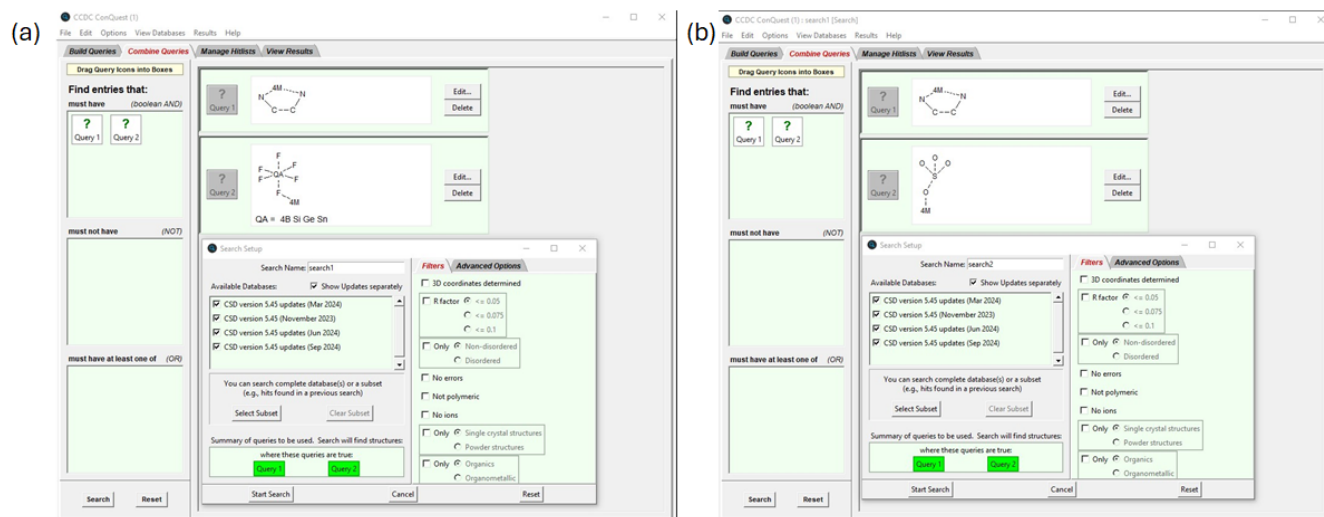 (a)
CCDC ConQuest (1)
File Edit Options View Databases Results Help
Build Queries Combine Queries Manage Hitlists View Results
Drag Query Icons into Boxes
Find entries that:
must have (boolean AND)
? ?
Query 1 Query 2
must not have (NOT)
must have at least one of (OR)
Search Reset
?
Query 1
4M
N N
C C
Edit...
Delete
?
Query 2
F
F F
QA
F F
F
4M
QA = 4B Si Ge Sn
Edit...
Delete
Search Setup
Search Name: search1
Available Databases: Show Updates separately
CSD version 5.45 updates (Mar 2024)
CSD version 5.45 (November 2023)
CSD version 5.45 updates (Jun 2024)
CSD version 5.45 updates (Sep 2024)
You can search complete database(s) or a subset
(e.g., hits found in a previous search)
Select Subset Clear Subset
Summary of queries to be used. Search will find structures:
where these queries are true:
Query 1 Query 2
Filters Advanced Options
3D coordinates determined
R factor <= 0.05
<= 0.075
<= 0.1
Only Non-disordered
Disordered
No errors
Not polymeric
No ions
Only Single crystal structures
Powder structures
Only Organics
Organometallic
Start Search Cancel Reset
(b)
CCDC ConQuest (1) : search1 [Search]
File Edit Options View Databases Results Help
Build Queries Combine Queries Manage Hitlists View Results
Drag Query Icons into Boxes
Find entries that:
must have (boolean AND)
? ?
Query 1 Query 2
must not have (NOT)
must have at least one of (OR)
Search Reset
?
Query 1
4M
N N
C C
Edit...
Delete
?
Query 2
O
O O
S
O
4M
Edit...
Delete
Search Setup
Search Name: search2
Available Databases: Show Updates separately
CSD version 5.45 updates (Mar 2024)
CSD version 5.45 (November 2023)
CSD version 5.45 updates (Jun 2024)
CSD version 5.45 updates (Sep 2024)
You can search complete database(s) or a subset
(e.g., hits found in a previous search)
Select Subset Clear Subset
Summary of queries to be used. Search will find structures:
where these queries are true:
Query 1 Query 2
Filters Advanced Options
3D coordinates determined
R factor <= 0.05
<= 0.075
<= 0.1
Only Non-disordered
Disordered
No errors
Not polymeric
No ions
Only Single crystal structures
Powder structures
Only Organics
Organometallic
Start Search Cancel Reset